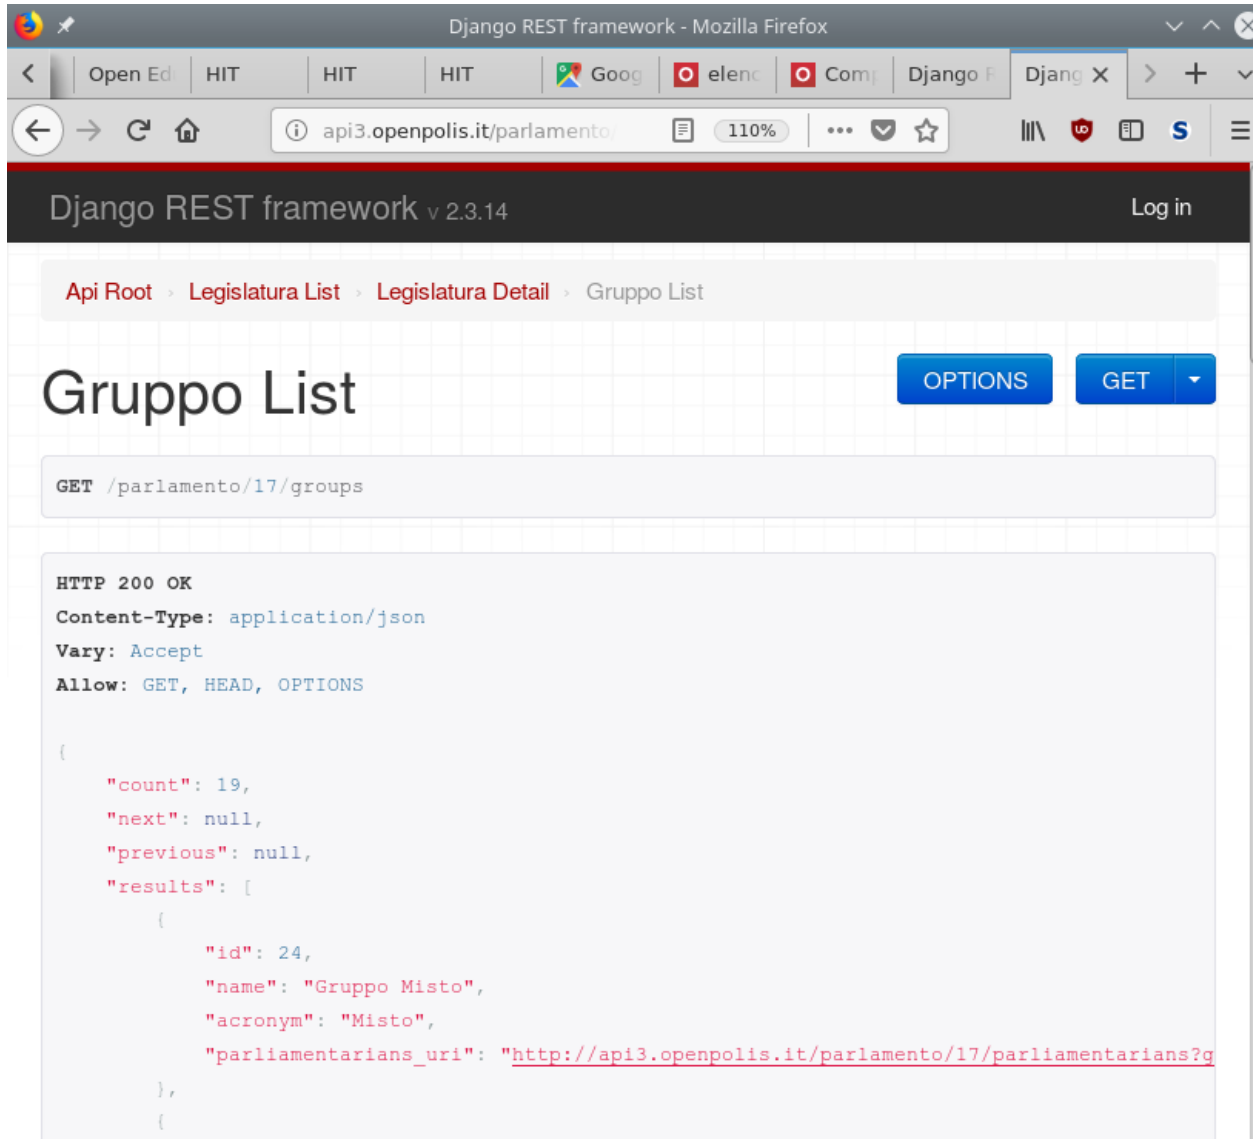 Django REST framework - Mozilla Firefox
Open Ed HIT HIT HIT Goog elenc Com Django Djang
api3.openpolis.it/parlamento 110%
Django REST framework v 2.3.14 Log in
Api Root › Legislatura List › Legislatura Detail › Gruppo List
Gruppo List OPTIONS GET
GET /parlamento/17/groups
HTTP 200 OK
Content-Type: application/json
Vary: Accept
Allow: GET, HEAD, OPTIONS
{
"count": 19,
"next": null,
"previous": null,
"results": [
{
"id": 24,
"name": "Gruppo Misto",
"acronym": "Misto",
"parliamentarians_uri": "http://api3.openpolis.it/parlamento/17/parliamentarians?g
},
{